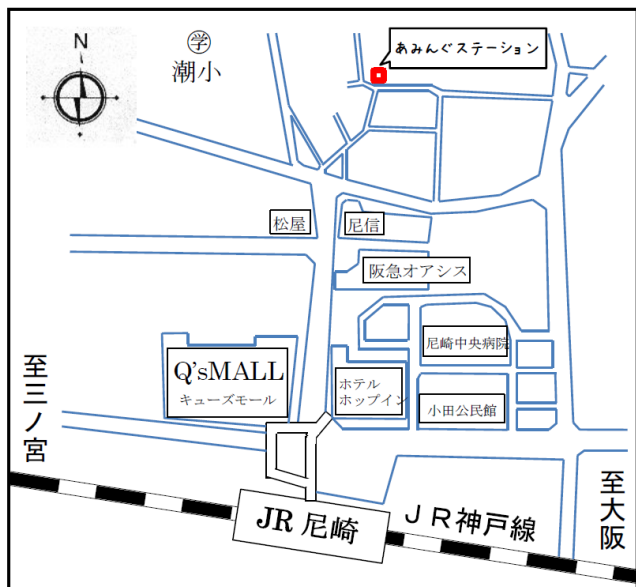 N
学
潮小
あみんぐステーション
松屋
尼信
阪急オアシス
尼崎中央病院
Q'sMALL
キューズモール
ホテル
ホップイン
小田公民館
至三ノ宮
至大阪
JR 尼崎
ＪＲ神戸線